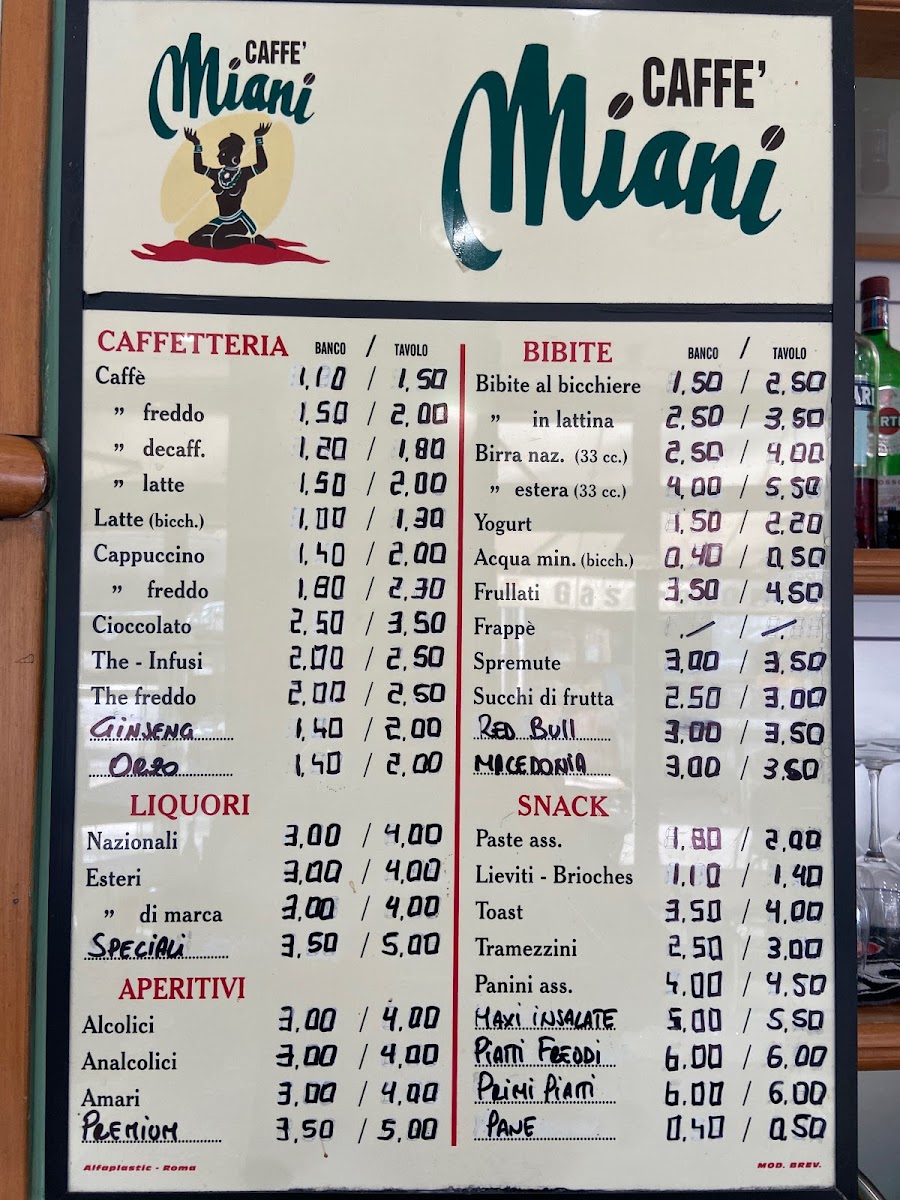 CAFFE'
Miani
CAFFE'
Miani
CAFFETTERIA BANCO / TAVOLO
Caffè 1,10 / 1,50
” freddo 1,50 / 2,00
” decaff. 1,20 / 1,80
” latte 1,50 / 2,00
Latte (bicch.) 1,00 / 1,30
Cappuccino 1,40 / 2,00
” freddo 1,80 / 2,30
Cioccolato 2,50 / 3,50
The - Infusi 2,00 / 2,50
The freddo 2,00 / 2,50
GINSENG 1,40 / 2,00
ORZO 1,40 / 2,00
LIQUORI
Nazionali 3,00 / 4,00
Esteri 3,00 / 4,00
” di marca 3,00 / 4,00
SPECIALI 3,50 / 5,00
APERITIVI
Alcolici 3,00 / 4,00
Analcolici 3,00 / 4,00
Amari 3,00 / 4,00
PREMIUM 3,50 / 5,00
Alfaplastic - Roma
BIBITE BANCO / TAVOLO
Bibite al bicchiere 1,50 / 2,50
” in lattina 2,50 / 3,50
Birra naz. (33 cc.) 2,50 / 4,00
” estera (33 cc.) 4,00 / 5,50
Yogurt 1,50 / 2,20
Acqua min. (bicch.) 0,40 / 0,50
Frullati 3,50 / 4,50
Frappè , / / , /
Spremute 3,00 / 3,50
Succhi di frutta 2,50 / 3,00
RED BULL 3,00 / 3,50
MACEDONIA 3,00 / 3,50
SNACK
Paste ass. 1,80 / 2,00
Lieviti - Brioches 1,10 / 1,40
Toast 3,50 / 4,00
Tramezzini 2,50 / 3,00
Panini ass. 4,00 / 4,50
MAXI INSALATE 5,00 / 5,50
PIATTI FREDDI 6,00 / 6,00
PRIMI PIATTI 6,00 / 6,00
PANE 0,40 / 0,50
MOD. BREV.